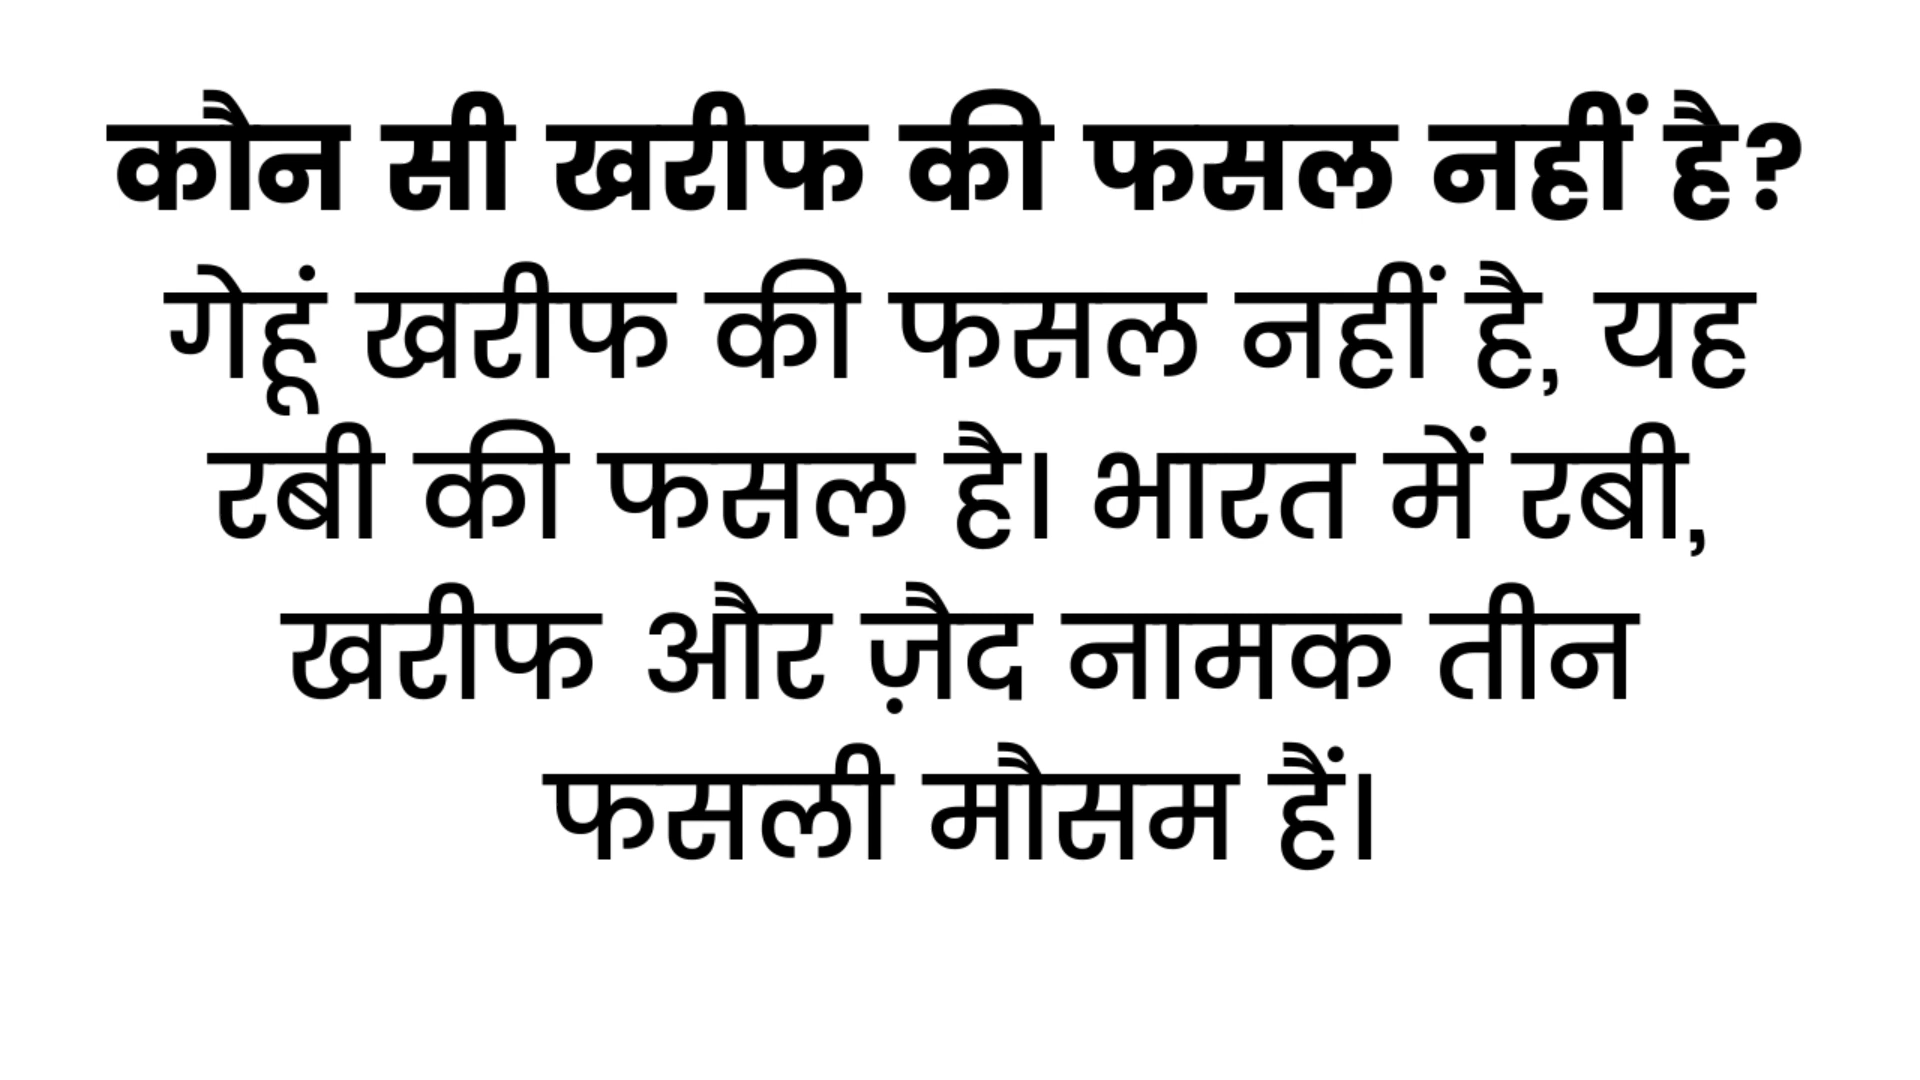 कौन सी खरीफ की फसल नहीं है?
गेहूं खरीफ की फसल नहीं है, यह
रबी की फसल है। भारत में रबी,
खरीफ और ज़ैद नामक तीन
फसली मौसम हैं।